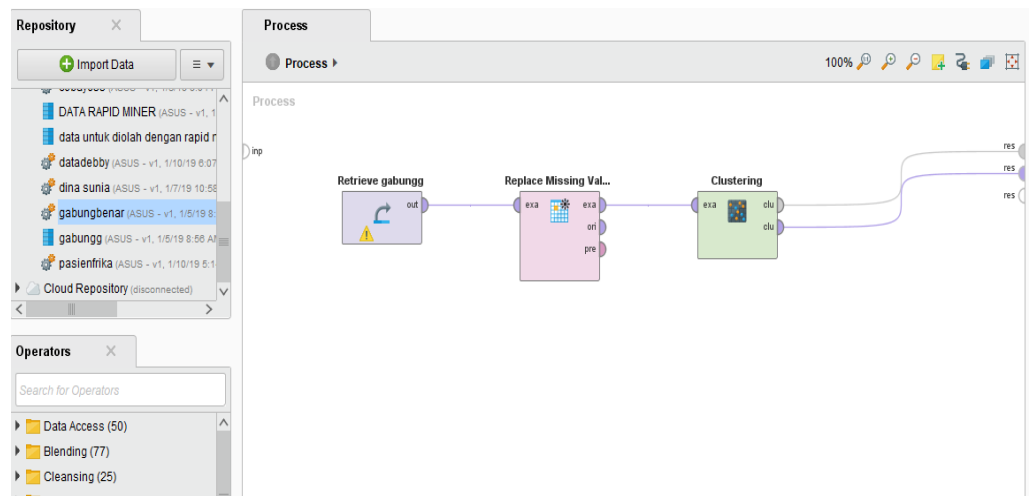 Repository
Import Data
DATA RAPID MINER (ASUS - v1, 1
data untuk diolah dengan rapid
datadebby (ASUS - v1, 1/10/19 6:07
dina sunia (ASUS - v1, 1/7/19 10:58
gabungbenar (ASUS - v1, 1/5/19 8:
gabungg (ASUS - v1, 1/5/19 8:56 AM
pasienfrika (ASUS - v1, 1/10/19 5:1
Cloud Repository (disconnected)
Operators
Search for Operators
Data Access (50)
Blending (77)
Cleansing (25)
Process
Process
100%
Process
inp
res
res
res
Retrieve gabungg
out
Replace Missing Val...
exa exa
ori
pre
Clustering
exa clu
clu